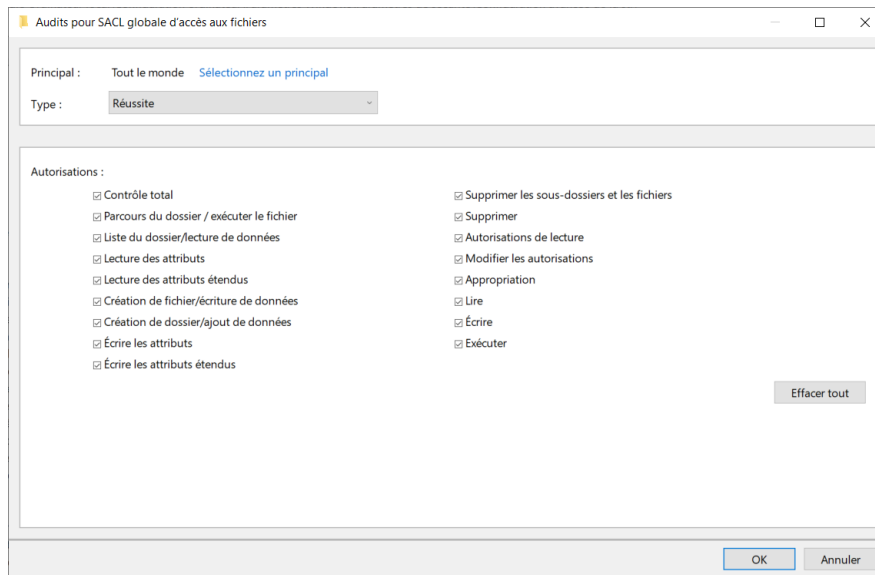 Audits pour SACL globale d'accès aux fichiers
Principal : Tout le monde Sélectionnez un principal
Type : Réussite
Autorisations :
Contrôle total
Parcours du dossier / exécuter le fichier
Liste du dossier/lecture de données
Lecture des attributs
Lecture des attributs étendus
Création de fichier/écriture de données
Création de dossier/ajout de données
Écrire les attributs
Écrire les attributs étendus
Supprimer les sous-dossiers et les fichiers
Supprimer
Autorisations de lecture
Modifier les autorisations
Appropriation
Lire
Écrire
Exécuter
Effacer tout
OK Annuler